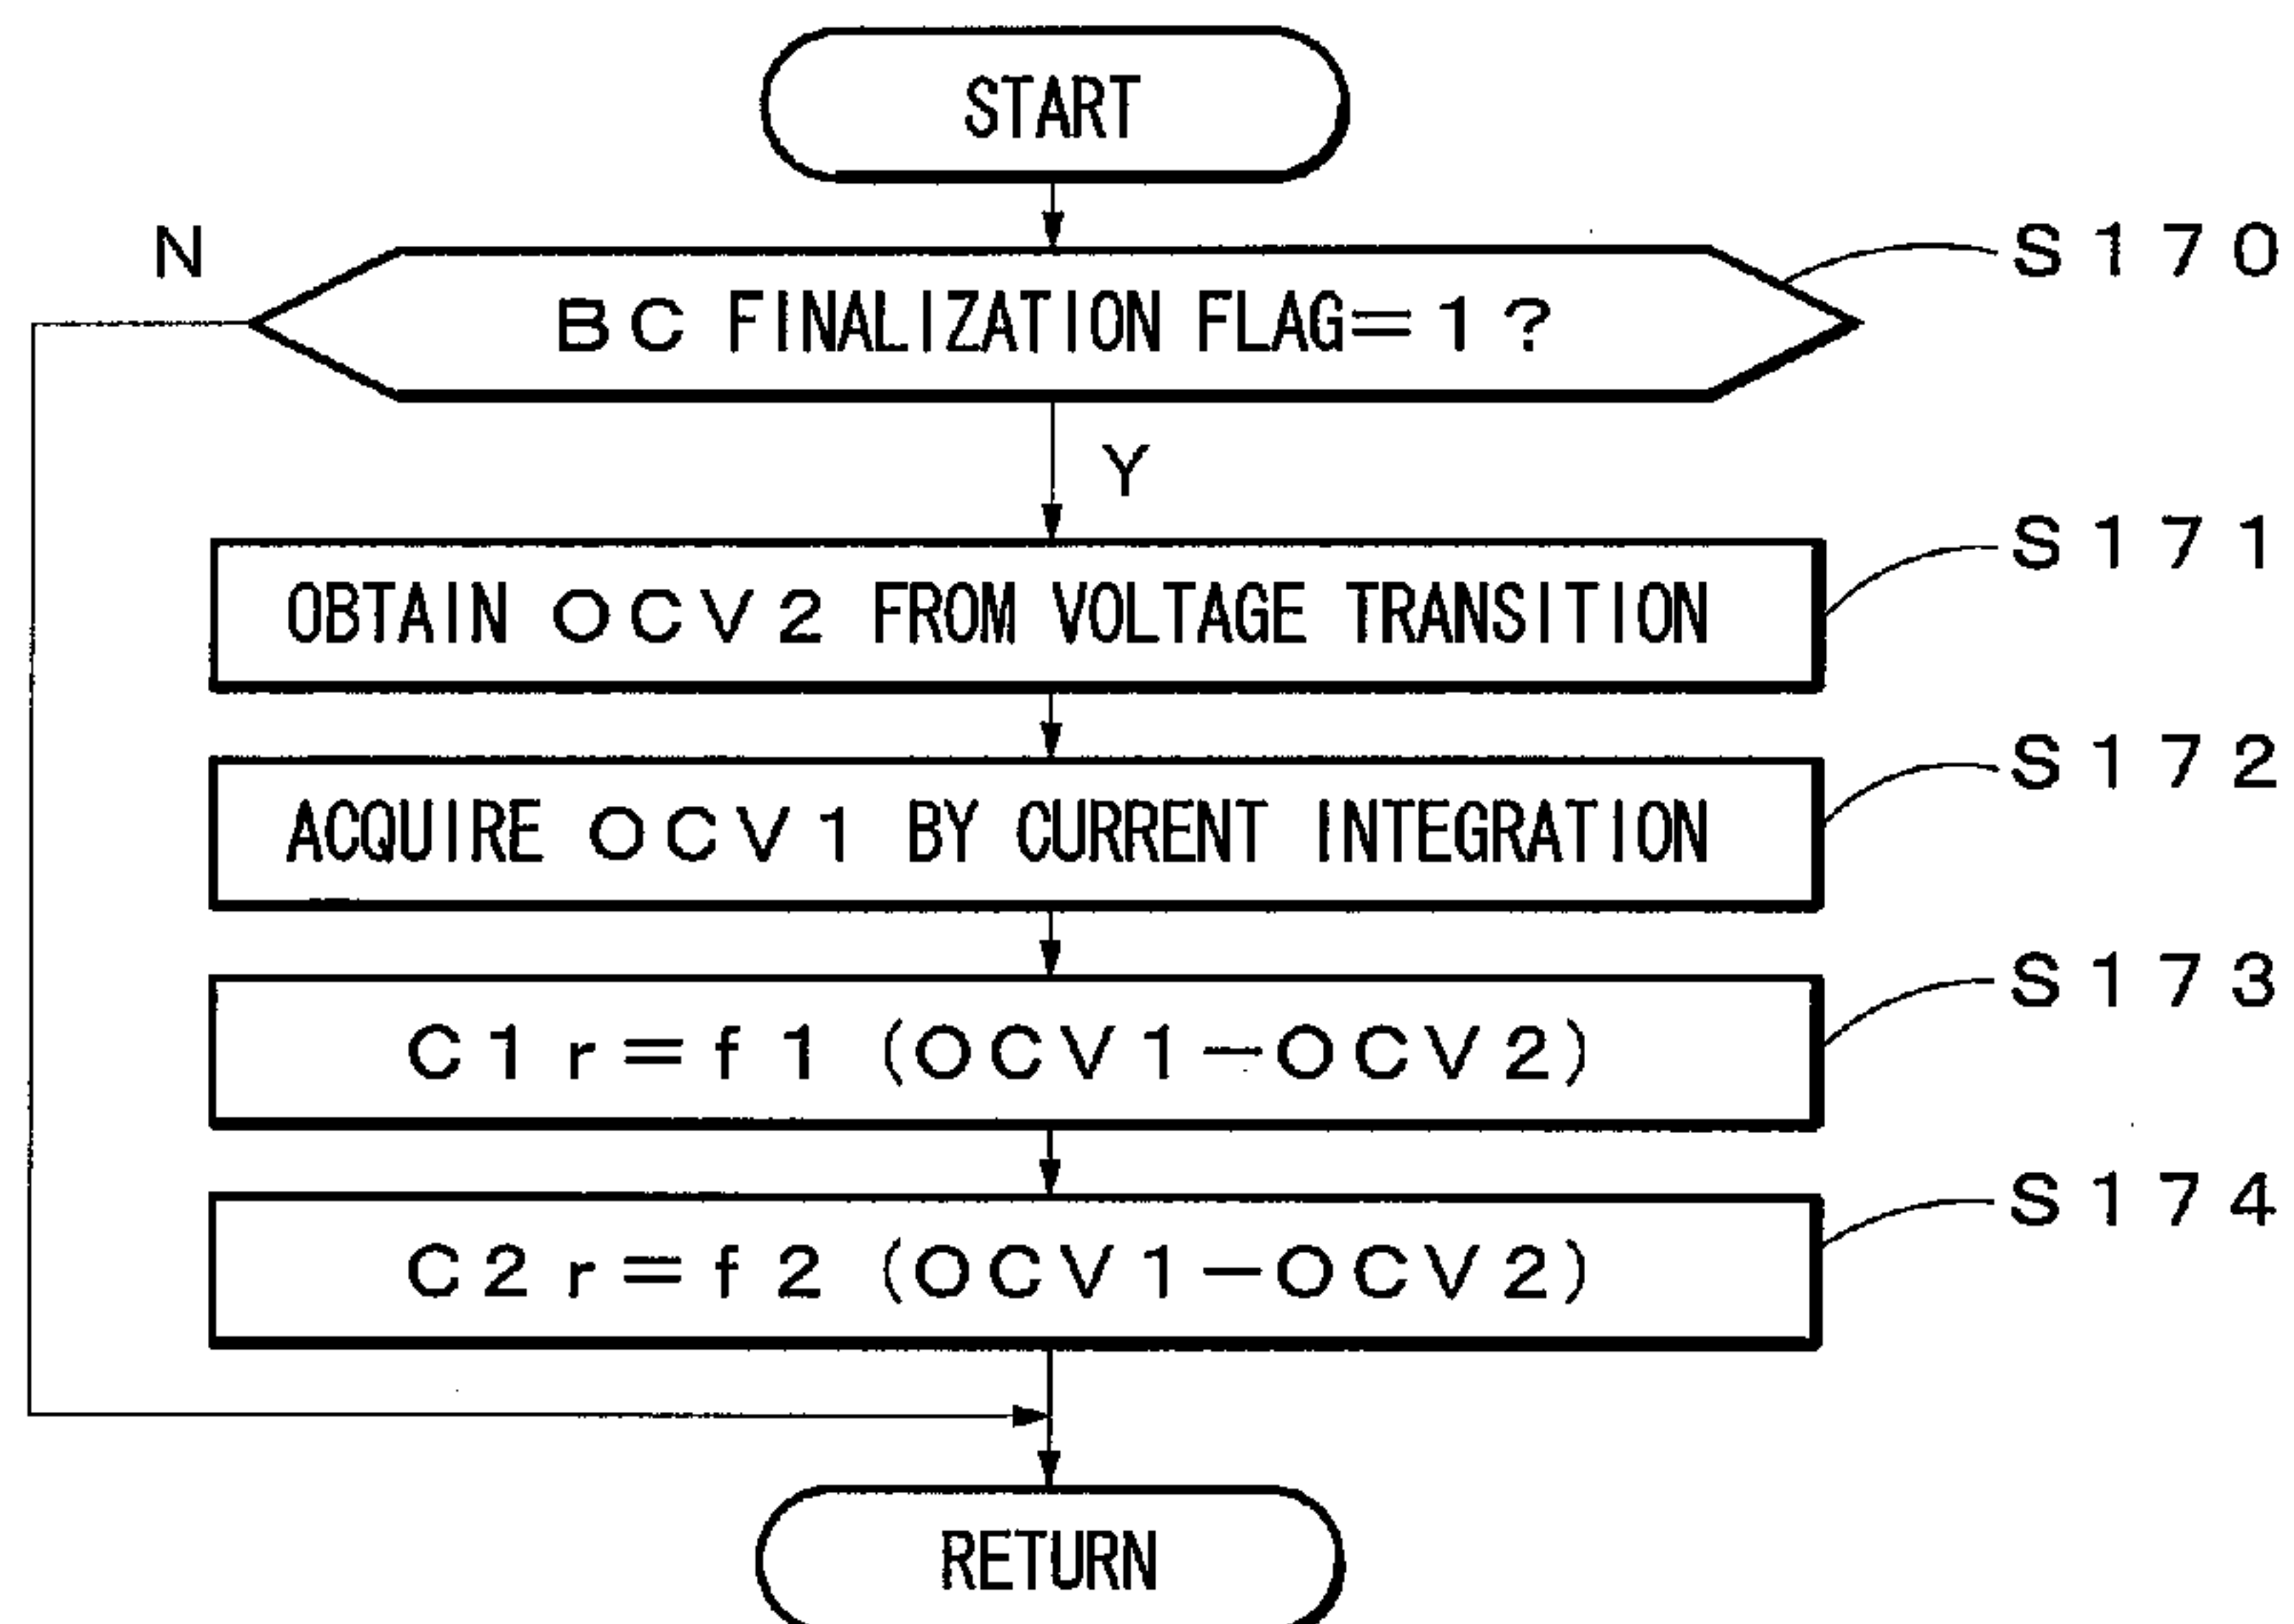 START
N
BC FINALIZATION FLAG=1?
S170
Y
OBTAIN OCV2 FROM VOLTAGE TRANSITION
S171
ACQUIRE OCV1 BY CURRENT INTEGRATION
S172
C1r=f1(OCV1-OCV2)
S173
C2r=f2(OCV1-OCV2)
S174
RETURN